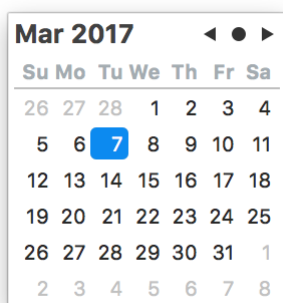 Mar 2017
Su Mo Tu We Th Fr Sa
26 27 28 1 2 3 4
5 6 7 8 9 10 11
12 13 14 15 16 17 18
19 20 21 22 23 24 25
26 27 28 29 30 31 1
2 3 4 5 6 7 8